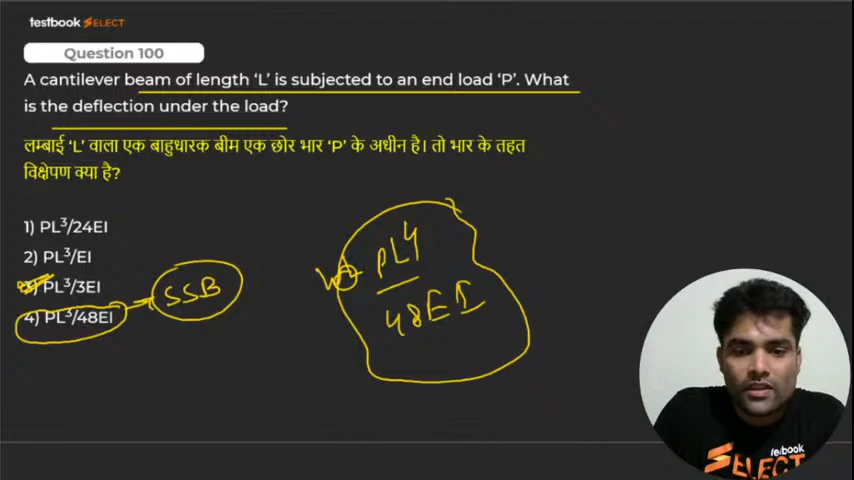 testbook SELECT
Question 100
A cantilever beam of length ‘L’ is subjected to an end load ‘P’. What
is the deflection under the load?
लम्बाई ‘L’ वाला एक बाहुधारक बीम एक छोर भार ‘P’ के अधीन है। तो भार के तहत
विक्षेपण क्या है?
1) PL³/24EI
2) PL³/EI
3) PL³/3EI
4) PL³/48EI
SSB
PL4
48EI
testbook
SELECT